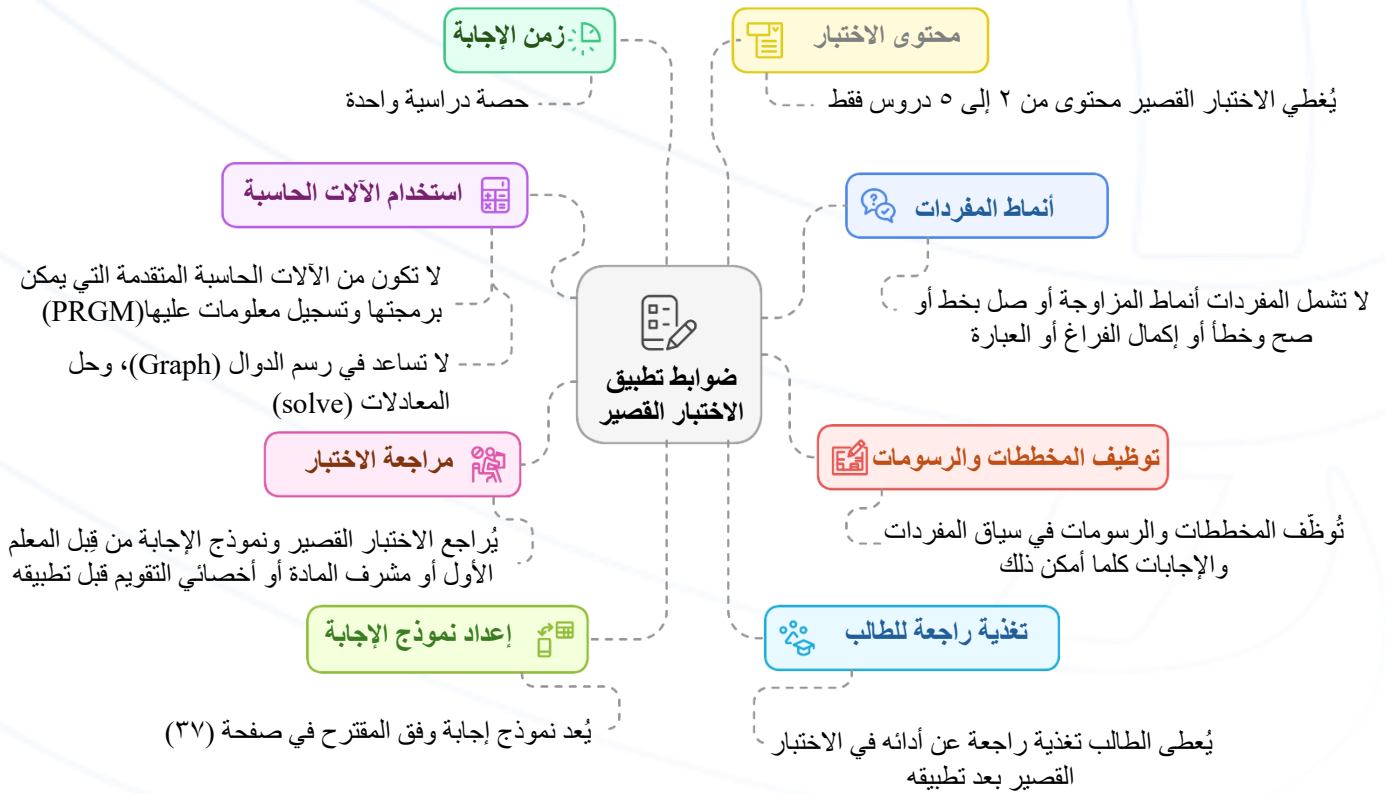 ضوابط تطبيق
الاختبار القصير
محتوى الاختبار
يُغطي الاختبار القصير محتوى من ٢ إلى ٥ دروس فقط
أنماط المفردات
لا تشمل المفردات أنماط المزاوجة أو صل بخط أو
صح وخطأ أو إكمال الفراغ أو العبارة
توظيف المخططات والرسومات
تُوظّف المخططات والرسومات في سياق المفردات
والإجابات كلما أمكن ذلك
تغذية راجعة للطالب
يُعطى الطالب تغذية راجعة عن أدائه في الاختبار
القصير بعد تطبيقه
زمن الإجابة
حصة دراسية واحدة
استخدام الآلات الحاسبة
لا تكون من الآلات الحاسبة المتقدمة التي يمكن
برمجتها وتسجيل معلومات عليها(PRGM)
لا تساعد في رسم الدوال (Graph)، وحل
المعادلات (solve)
مراجعة الاختبار
يُراجع الاختبار القصير ونموذج الإجابة من قِبل المعلم
الأول أو مشرف المادة أو أخصائي التقويم قبل تطبيقه
إعداد نموذج الإجابة
يُعد نموذج إجابة وفق المقترح في صفحة (٣٧)